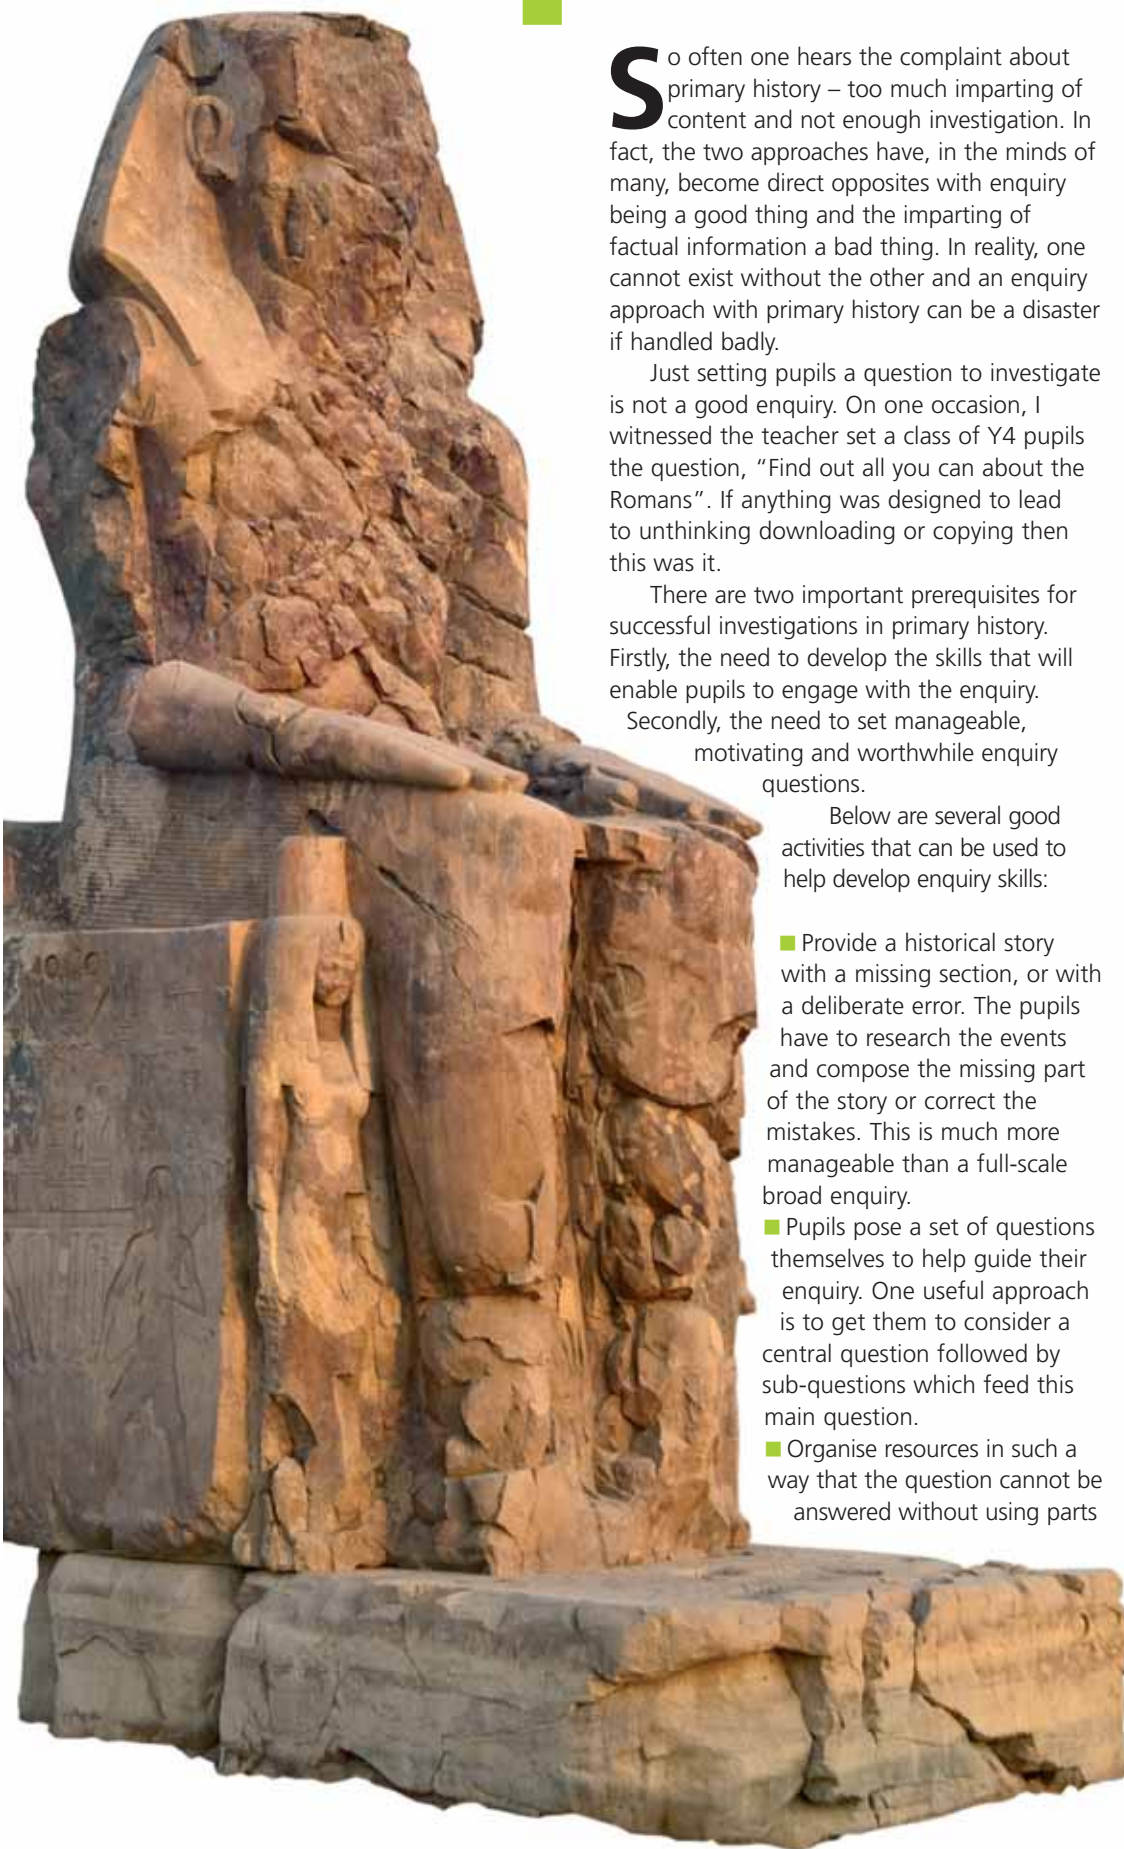 So often one hears the complaint about
primary history – too much imparting of
content and not enough investigation. In
fact, the two approaches have, in the minds of
many, become direct opposites with enquiry
being a good thing and the imparting of
factual information a bad thing. In reality, one
cannot exist without the other and an enquiry
approach with primary history can be a disaster
if handled badly.
Just setting pupils a question to investigate
is not a good enquiry. On one occasion, I
witnessed the teacher set a class of Y4 pupils
the question, “Find out all you can about the
Romans”. If anything was designed to lead
to unthinking downloading or copying then
this was it.
There are two important prerequisites for
successful investigations in primary history.
Firstly, the need to develop the skills that will
enable pupils to engage with the enquiry.
Secondly, the need to set manageable,
motivating and worthwhile enquiry
questions.
Below are several good
activities that can be used to
help develop enquiry skills:
■ Provide a historical story
with a missing section, or with
a deliberate error. The pupils
have to research the events
and compose the missing part
of the story or correct the
mistakes. This is much more
manageable than a full-scale
broad enquiry.
■ Pupils pose a set of questions
themselves to help guide their
enquiry. One useful approach
is to get them to consider a
central question followed by
sub-questions which feed this
main question.
■ Organise resources in such a
way that the question cannot be
answered without using parts